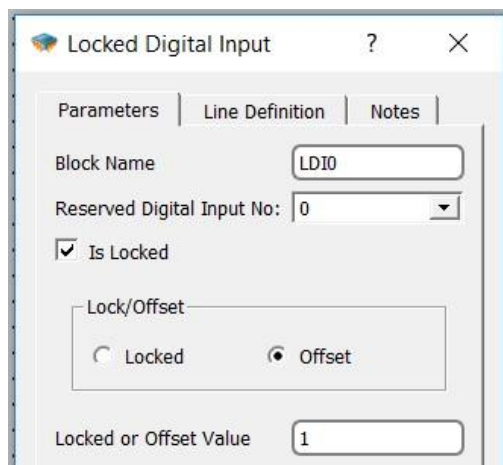 Locked Digital Input ?
Parameters Line Definition Notes
Block Name LDI0
Reserved Digital Input No: 0
Is Locked
Lock/Offset
Locked Offset
Locked or Offset Value 1